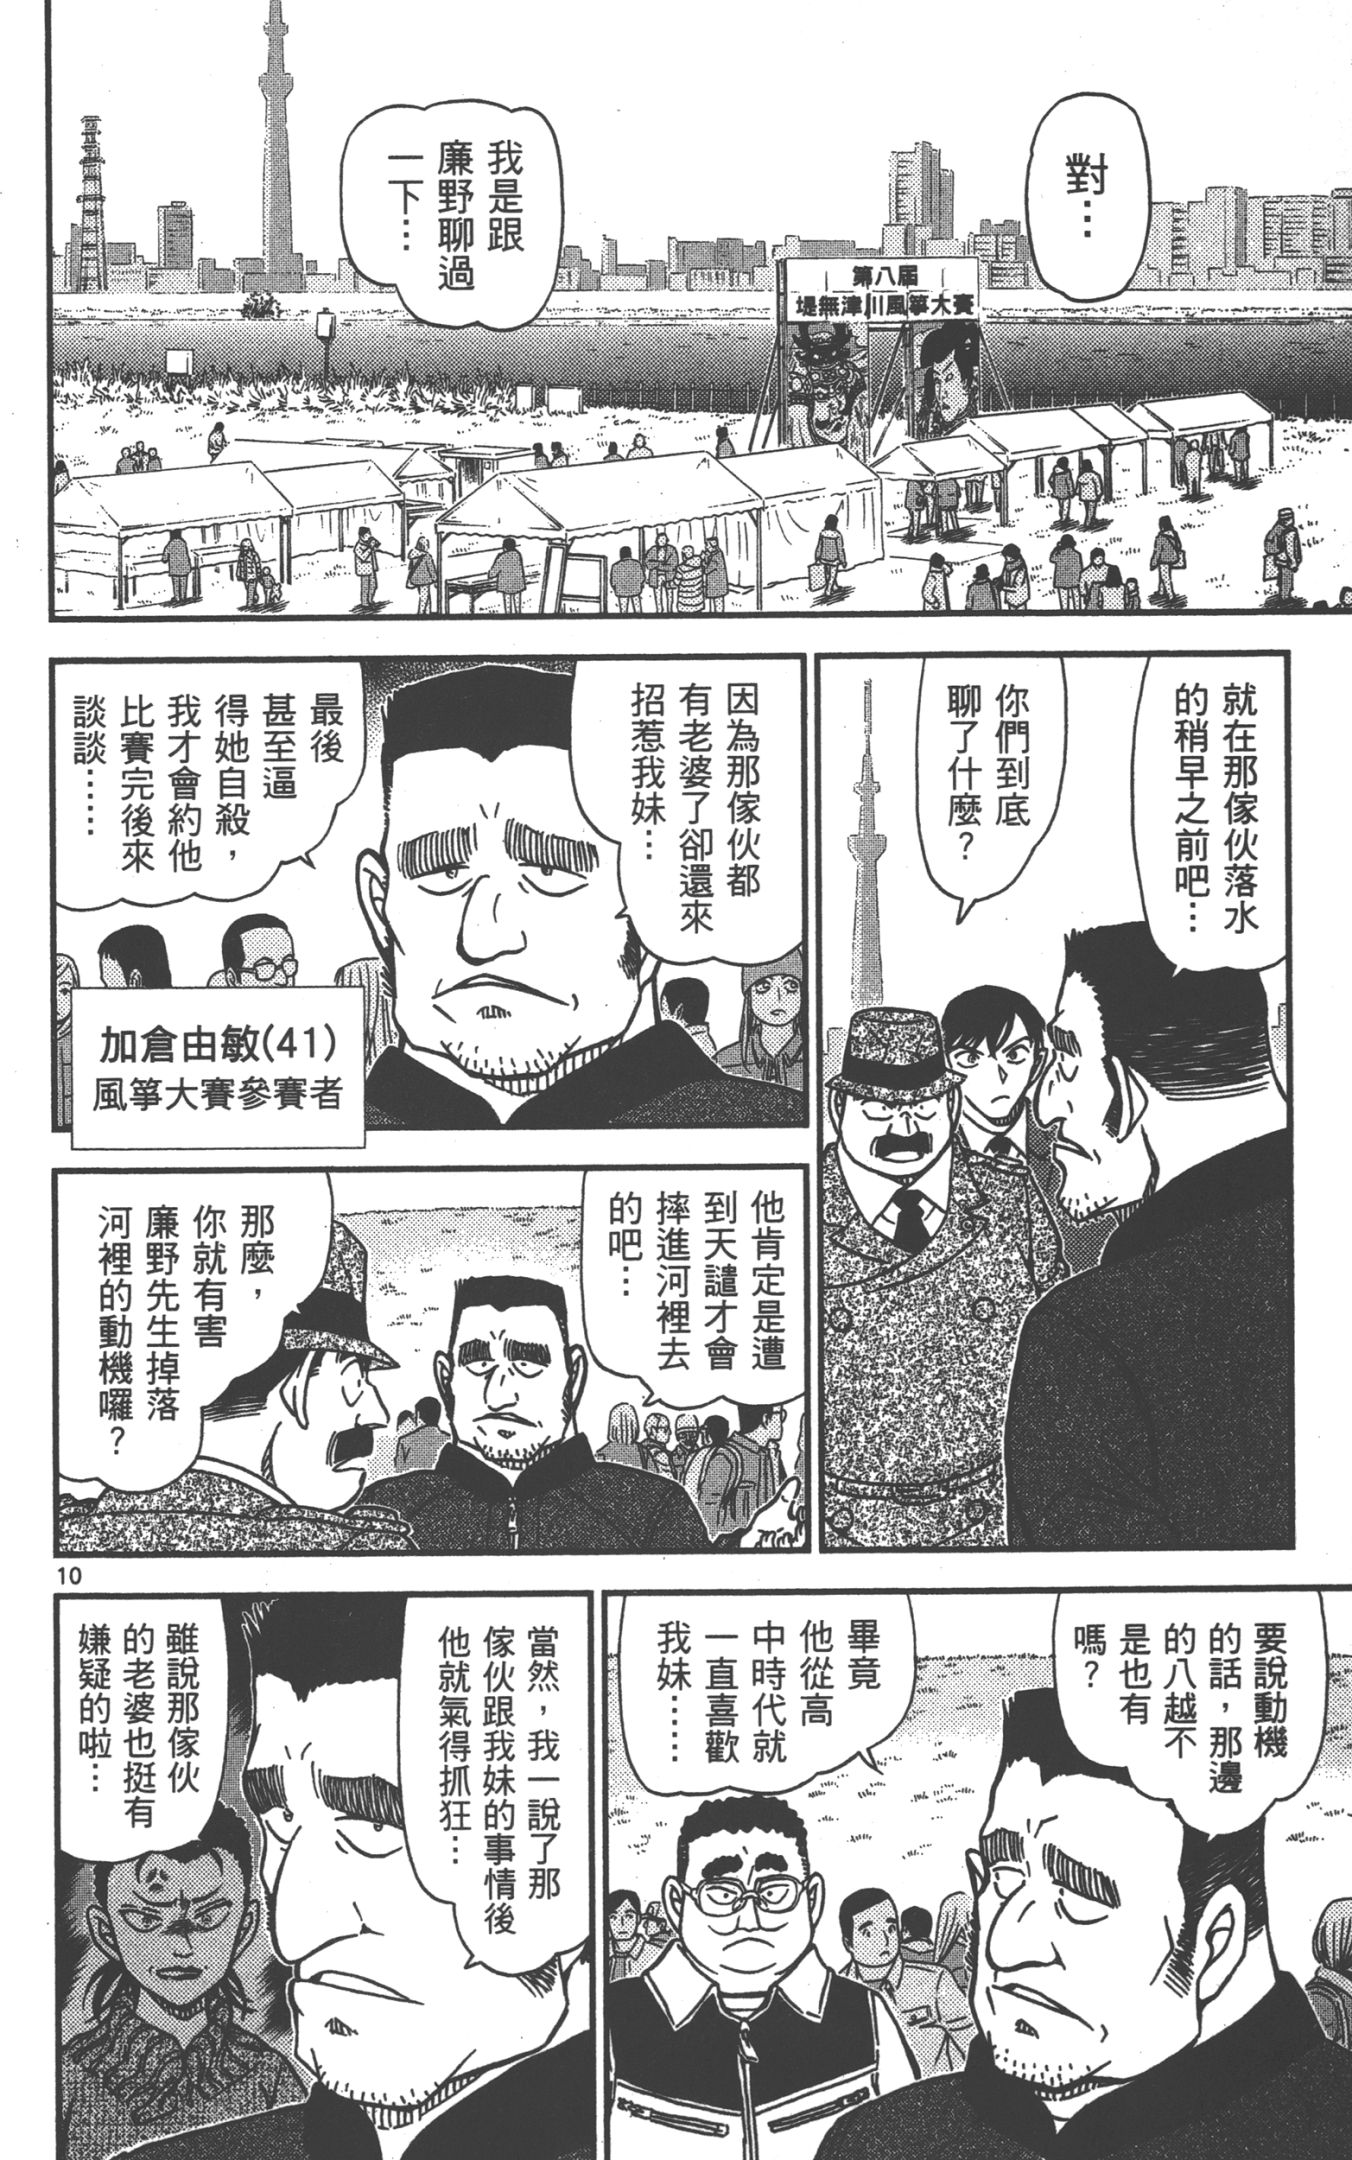 對…
我是跟
廉野聊過
一下…
第八屆
堤無津川風箏大賽
就在那傢伙落水
的稍早之前吧…
你們到底
聊了什麼？
因為那傢伙都
有老婆了卻還來
招惹我妹…
最後
甚至逼
得她自殺，
我才會約他
比賽完後來
談談……
加倉由敏(41)
風箏大賽參賽者
他肯定是遭
到天譴才會
摔進河裡去
的吧…
那麼，
你就有害
廉野先生掉落
河裡的動機囉？
10
要說動機
的話，那邊
的八越不
是也有
嗎？
畢竟
他從高
中時代就
一直喜歡
我妹……
當然，我一說了那
傢伙跟我妹的事情後
他就氣得抓狂…
雖說那傢伙
的老婆也挺有
嫌疑的啦…